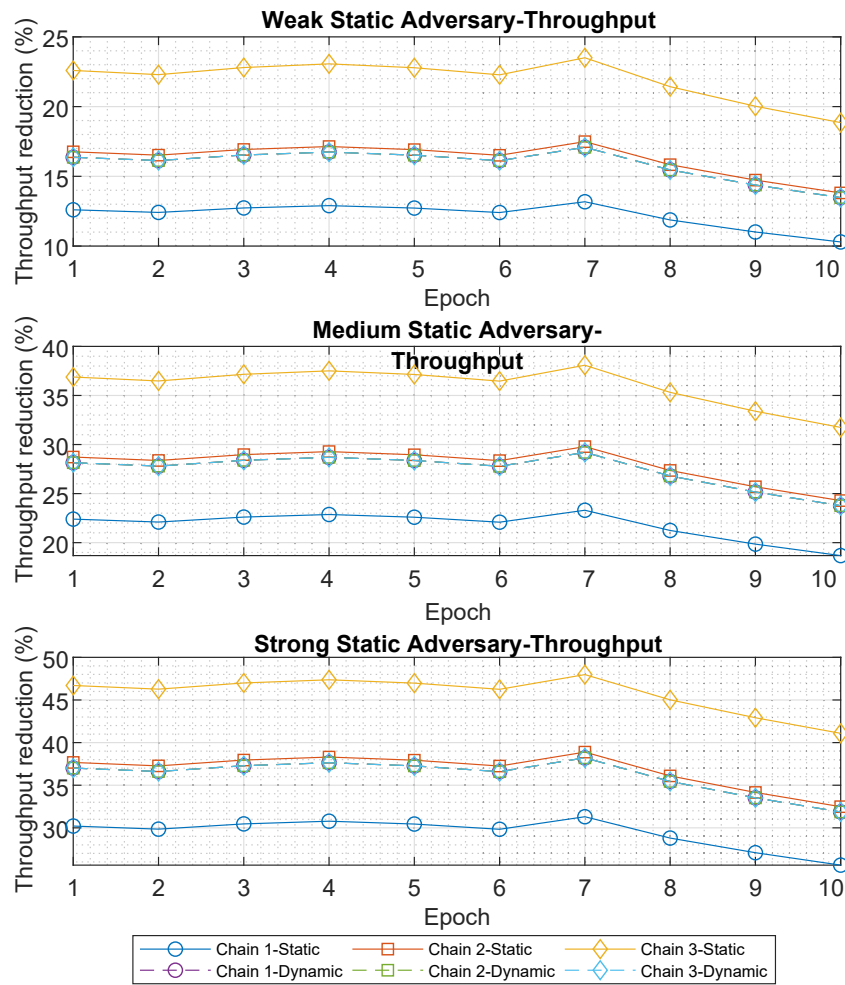 Weak Static Adversary-Throughput
Throughput reduction (%)
25
20
15
10
1 2 3 4 5 6 7 8 9 10
Epoch
Medium Static Adversary-
Throughput
Throughput reduction (%)
40
35
30
25
20
1 2 3 4 5 6 7 8 9 10
Epoch
Strong Static Adversary-Throughput
Throughput reduction (%)
50
45
40
35
30
1 2 3 4 5 6 7 8 9 10
Epoch
Chain 1-Static Chain 2-Static Chain 3-Static
Chain 1-Dynamic Chain 2-Dynamic Chain 3-Dynamic